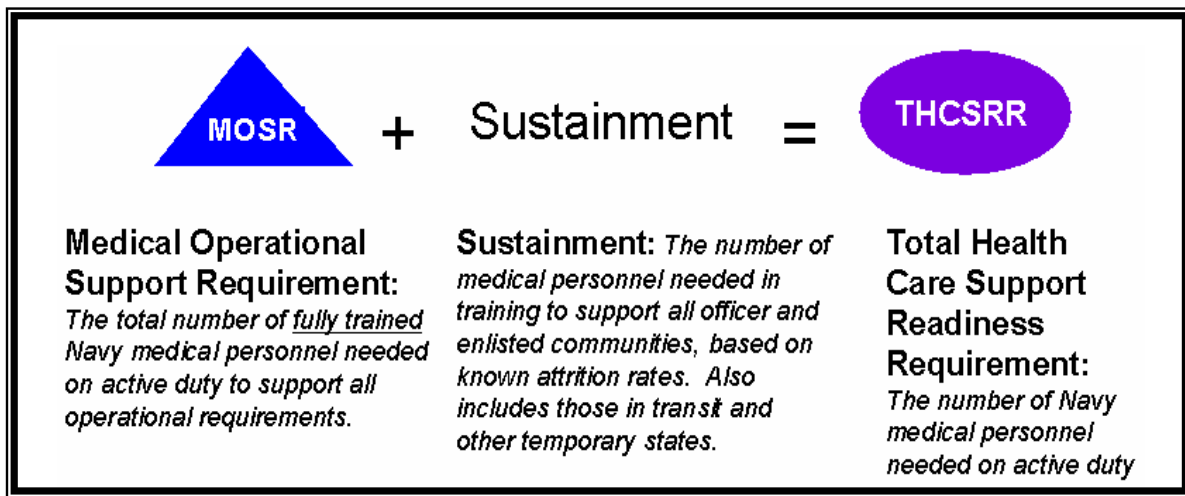 MOSR + Sustainment = THCSRR
Medical Operational
Support Requirement:
The total number of fully trained
Navy medical personnel needed
on active duty to support all
operational requirements.
Sustainment: The number of
medical personnel needed in
training to support all officer and
enlisted communities, based on
known attrition rates. Also
includes those in transit and
other temporary states.
Total Health
Care Support
Readiness
Requirement:
The number of Navy
medical personnel
needed on active duty